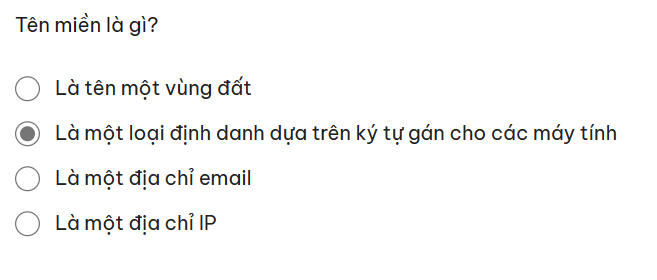 Tên miền là gì?
Là tên một vùng đất
Là một loại định danh dựa trên ký tự gán cho các máy tính
Là một địa chỉ email
Là một địa chỉ IP